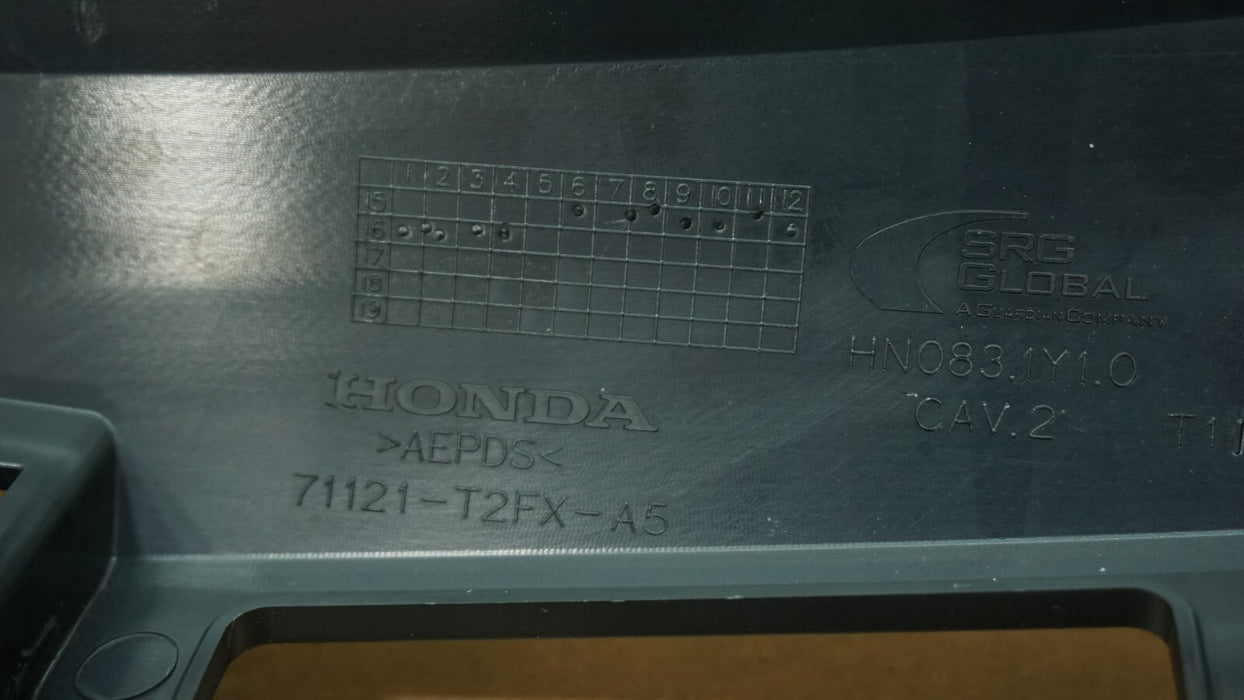 1 2 3 4 5 6 7 8 9 10 11 12
15
16
17
18
19
SRG
GLOBAL
A GUARDIAN COMPANY
HN083.1Y1.0
CAV.2
T1
HONDA
>AEPDS<
71121-T2FX-A5